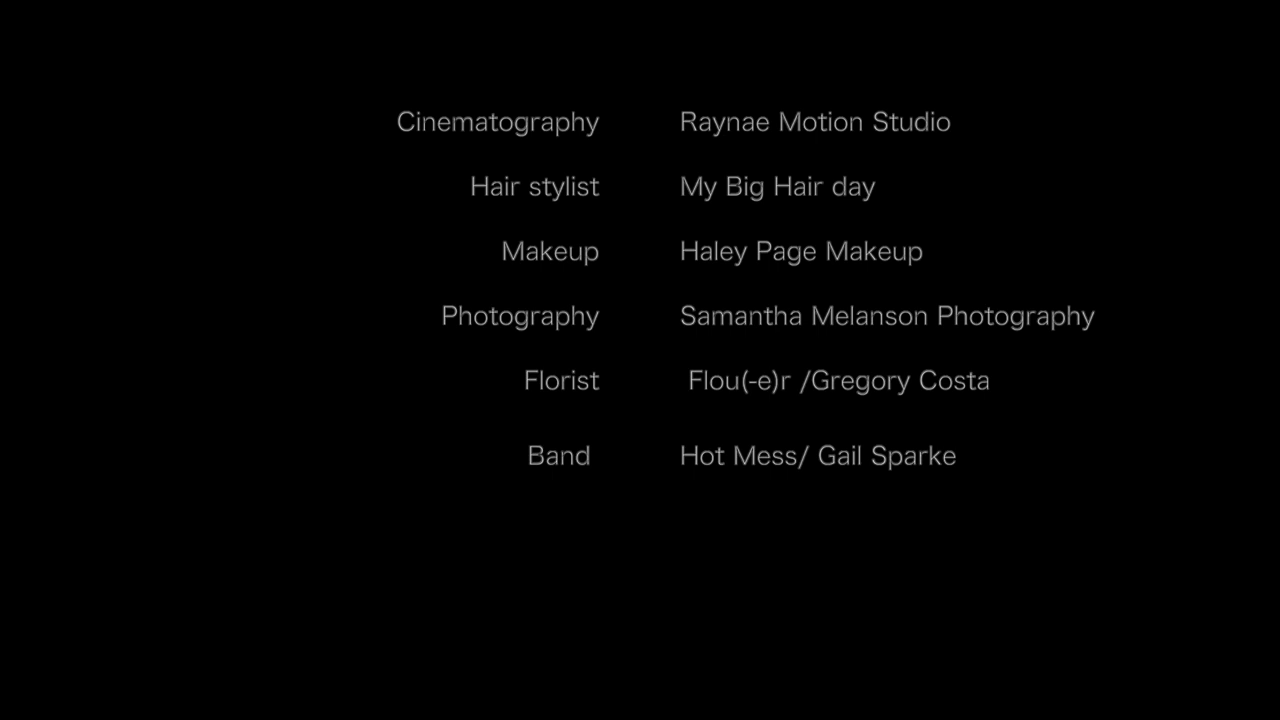 Cinematography Raynae Motion Studio
Hair stylist My Big Hair day
Makeup Haley Page Makeup
Photography Samantha Melanson Photography
Florist Flou(-e)r /Gregory Costa
Band Hot Mess/ Gail Sparke